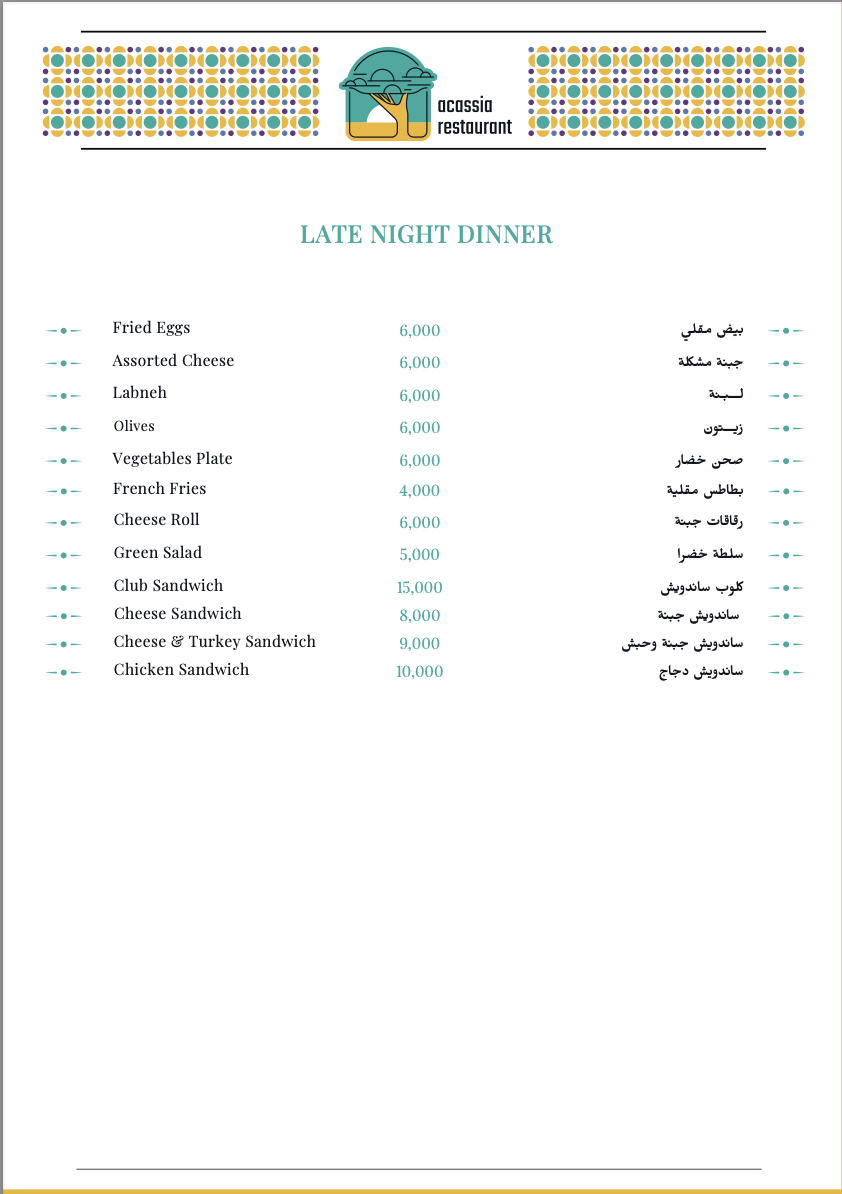 acassia
restaurant
LATE NIGHT DINNER
Fried Eggs 6,000 بيض مقلي
Assorted Cheese 6,000 جبنة مشكلة
Labneh 6,000 لـــبـنة
Olives 6,000 زيـــتون
Vegetables Plate 6,000 صحن خضار
French Fries 4,000 بطاطس مقلية
Cheese Roll 6,000 رقاقات جبنة
Green Salad 5,000 سلطة خضرا
Club Sandwich 15,000 كلوب ساندويش
Cheese Sandwich 8,000 ساندويش جبنة
Cheese & Turkey Sandwich 9,000 ساندويش جبنة وحبش
Chicken Sandwich 10,000 ساندويش دجاج